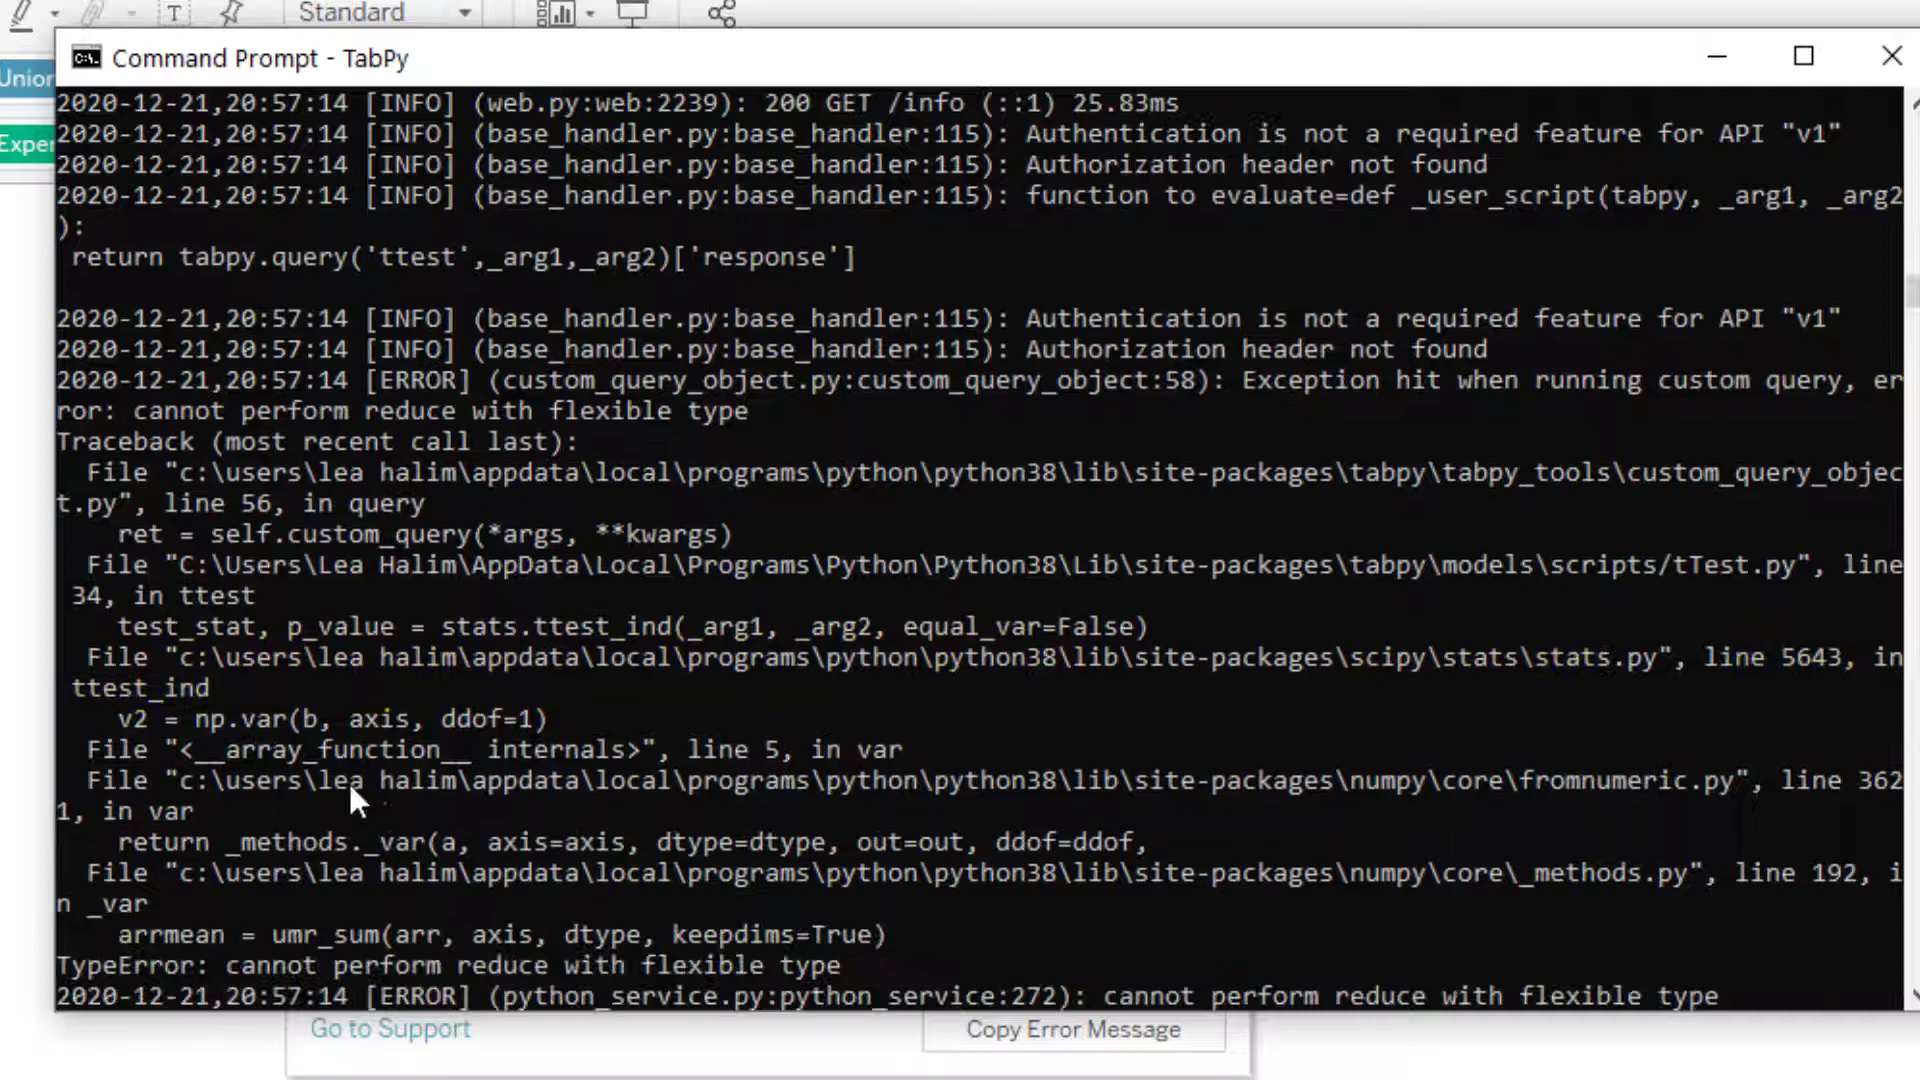 Standard
Union
Exper
Command Prompt - TabPy
2020-12-21,20:57:14 [INFO] (web.py:web:2239): 200 GET /info (::1) 25.83ms
2020-12-21,20:57:14 [INFO] (base_handler.py:base_handler:115): Authentication is not a required feature for API "v1"
2020-12-21,20:57:14 [INFO] (base_handler.py:base_handler:115): Authorization header not found
2020-12-21,20:57:14 [INFO] (base_handler.py:base_handler:115): function to evaluate=def _user_script(tabpy, _arg1, _arg2
):
 return tabpy.query('ttest',_arg1,_arg2)['response']
2020-12-21,20:57:14 [INFO] (base_handler.py:base_handler:115): Authentication is not a required feature for API "v1"
2020-12-21,20:57:14 [INFO] (base_handler.py:base_handler:115): Authorization header not found
2020-12-21,20:57:14 [ERROR] (custom_query_object.py:custom_query_object:58): Exception hit when running custom query, er
ror: cannot perform reduce with flexible type
Traceback (most recent call last):
  File "c:\users\lea halim\appdata\local\programs\python\python38\lib\site-packages\tabpy\tabpy_tools\custom_query_objec
t.py", line 56, in query
    ret = self.custom_query(*args, **kwargs)
  File "C:\Users\Lea Halim\AppData\Local\Programs\Python\Python38\Lib\site-packages\tabpy\models\scripts/tTest.py", line
 34, in ttest
    test_stat, p_value = stats.ttest_ind(_arg1, _arg2, equal_var=False)
  File "c:\users\lea halim\appdata\local\programs\python\python38\lib\site-packages\scipy\stats\stats.py", line 5643, in
 ttest_ind
    v2 = np.var(b, axis, ddof=1)
  File "<__array_function__ internals>", line 5, in var
  File "c:\users\lea halim\appdata\local\programs\python\python38\lib\site-packages\numpy\core\fromnumeric.py", line 362
1, in var
    return _methods._var(a, axis=axis, dtype=dtype, out=out, ddof=ddof,
  File "c:\users\lea halim\appdata\local\programs\python\python38\lib\site-packages\numpy\core\_methods.py", line 192, i
n _var
    arrmean = umr_sum(arr, axis, dtype, keepdims=True)
TypeError: cannot perform reduce with flexible type
2020-12-21,20:57:14 [ERROR] (python_service.py:python_service:272): cannot perform reduce with flexible type
Go to Support
Copy Error Message